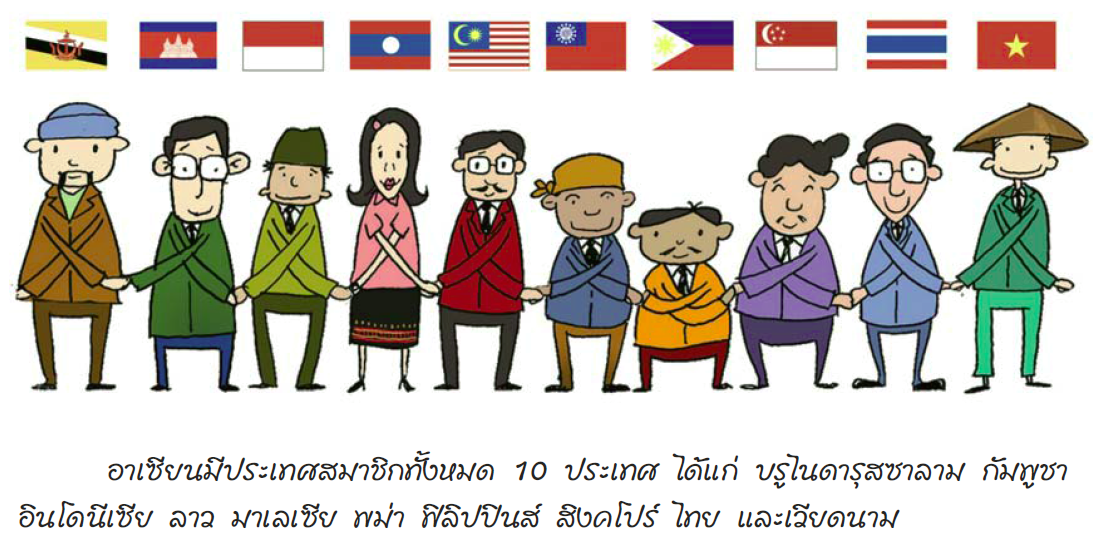 อาเซียนมีประเทศสมาชิกทั้งหมด 10 ประเทศ ได้แก่ บรูไนดารุสซาลาม กัมพูชา
อินโดนีเซีย ลาว มาเลเซีย พม่า ฟิลิปปินส์ สิงคโปร์ ไทย และเวียดนาม